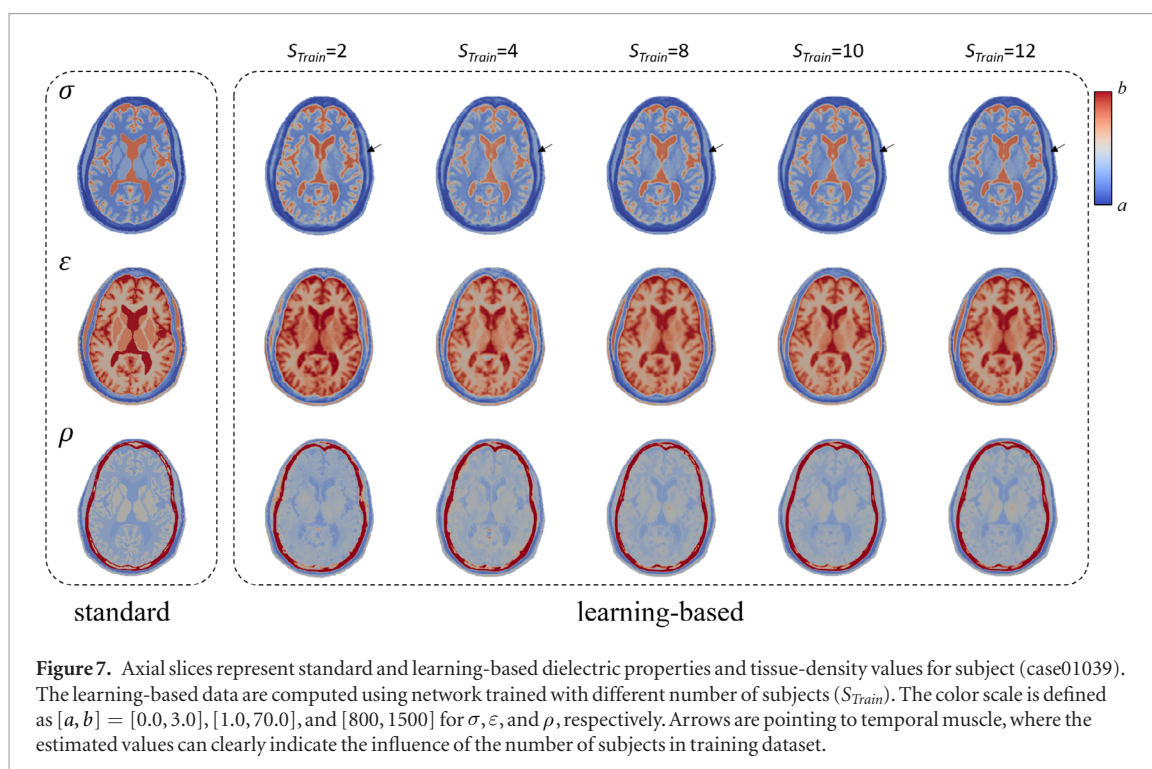 S_Train=2 S_Train=4 S_Train=8 S_Train=10 S_Train=12
σ
b
a
ε
ρ
standard learning-based
Figure 7. Axial slices represent standard and learning-based dielectric properties and tissue-density values for subject (case01039).
The learning-based data are computed using network trained with different number of subjects (S_Train). The color scale is defined
as [a, b] = [0.0, 3.0], [1.0, 70.0], and [800, 1500] for σ, ε, and ρ, respectively. Arrows are pointing to temporal muscle, where the
estimated values can clearly indicate the influence of the number of subjects in training dataset.